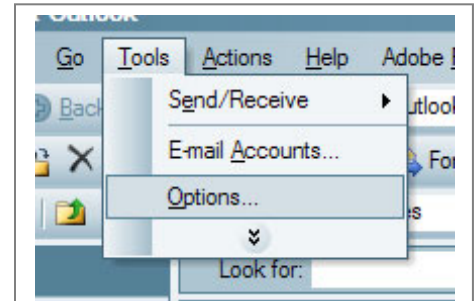 Outlook
Go Tools Actions Help Adobe
Back Send/Receive
E-mail Accounts...
Options...
Look for: